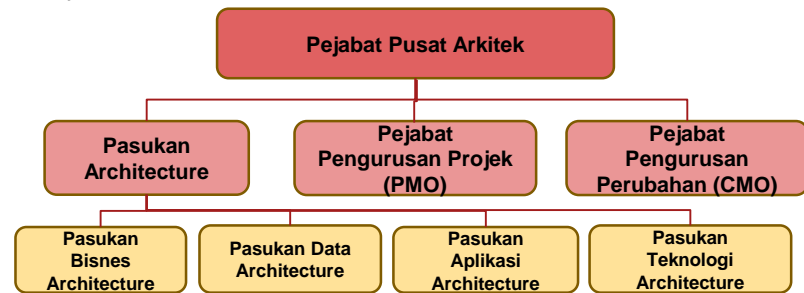 Pejabat Pusat Arkitek
Pasukan
Architecture
Pejabat
Pengurusan Projek
(PMO)
Pejabat
Pengurusan
Perubahan (CMO)
Pasukan
Bisnes
Architecture
Pasukan Data
Architecture
Pasukan
Aplikasi
Architecture
Pasukan
Teknologi
Architecture